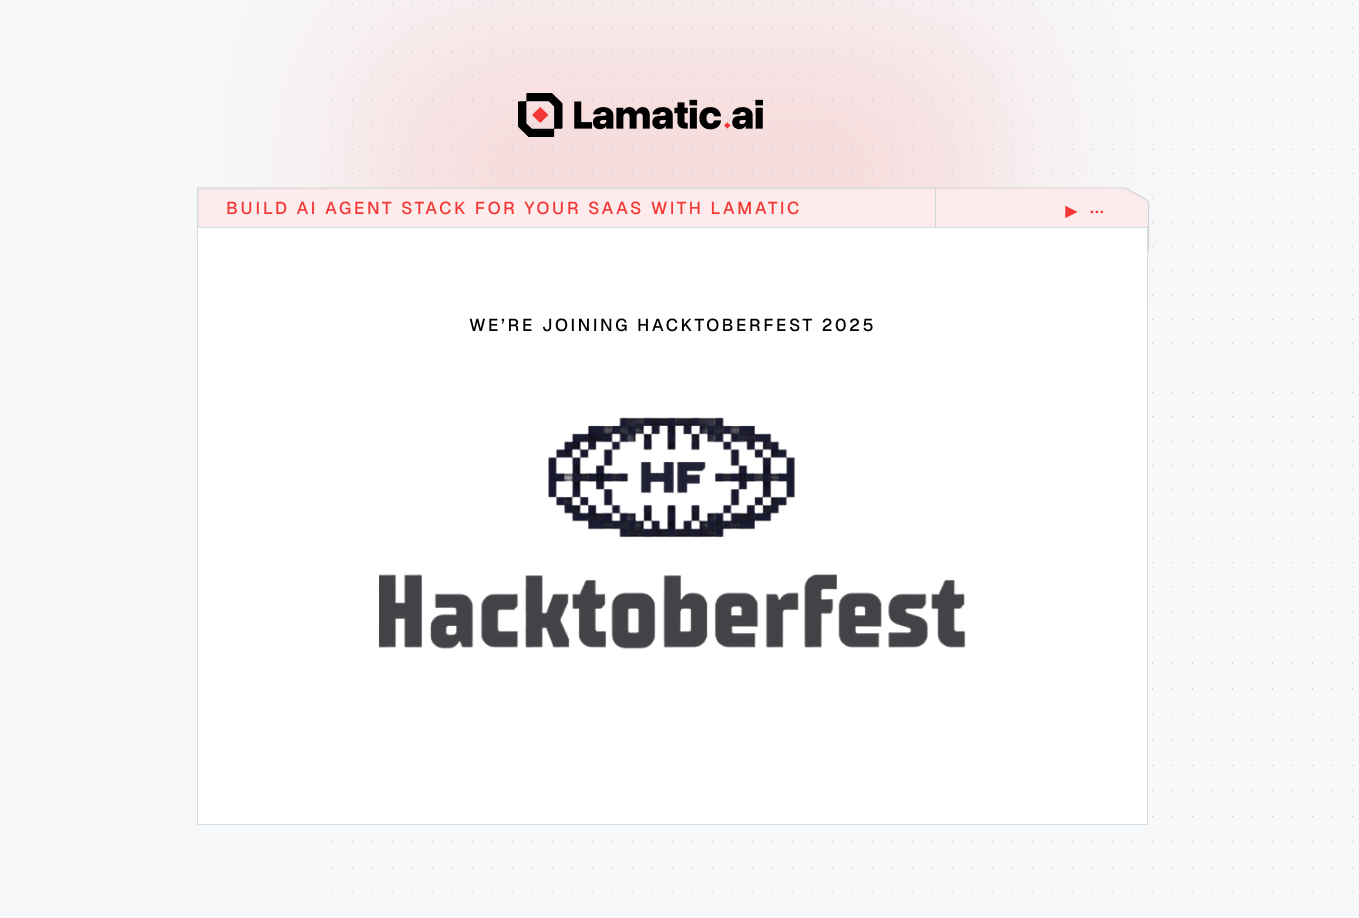 Lamatic.ai
BUILD AI AGENT STACK FOR YOUR SAAS WITH LAMATIC
WE’RE JOINING HACKTOBERFEST 2025
HF
Hacktoberfest